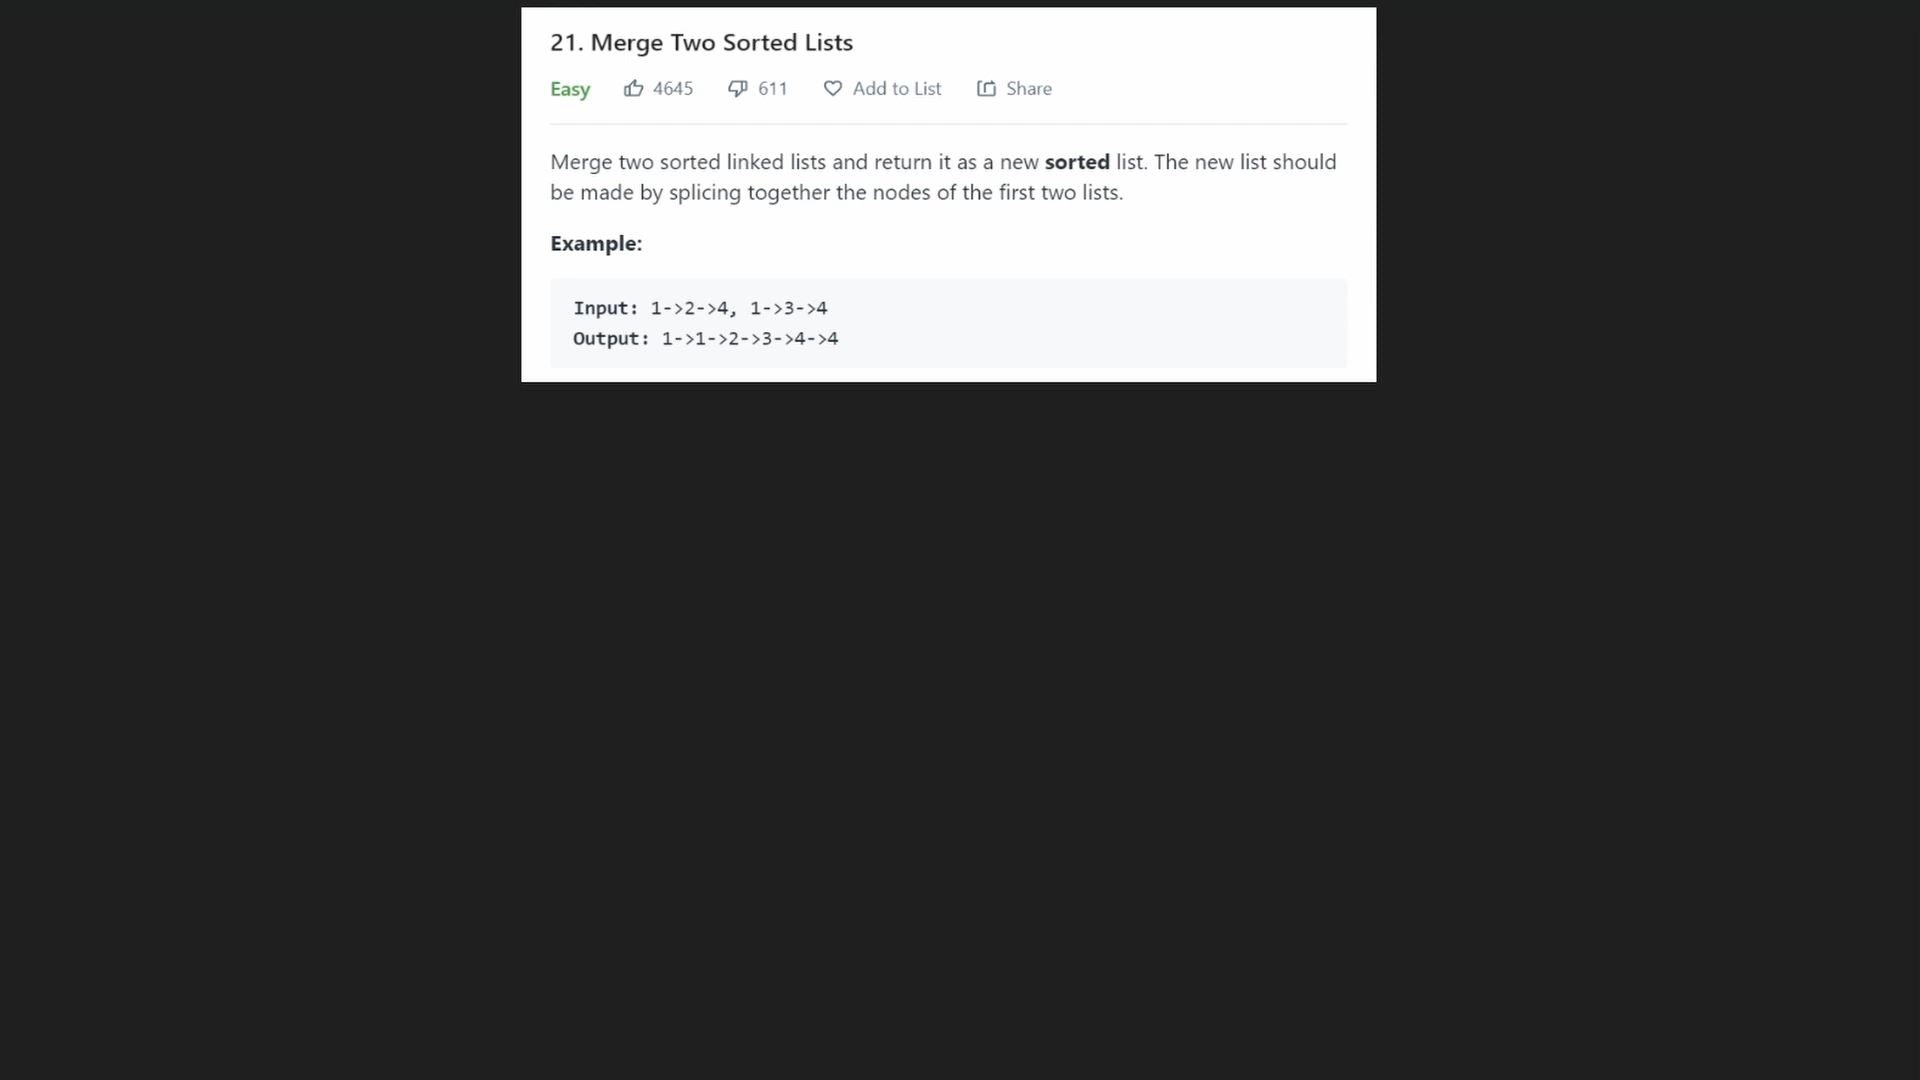 21. Merge Two Sorted Lists
Easy 4645 611 Add to List Share
Merge two sorted linked lists and return it as a new sorted list. The new list should
be made by splicing together the nodes of the first two lists.
Example:
Input: 1->2->4, 1->3->4
Output: 1->1->2->3->4->4